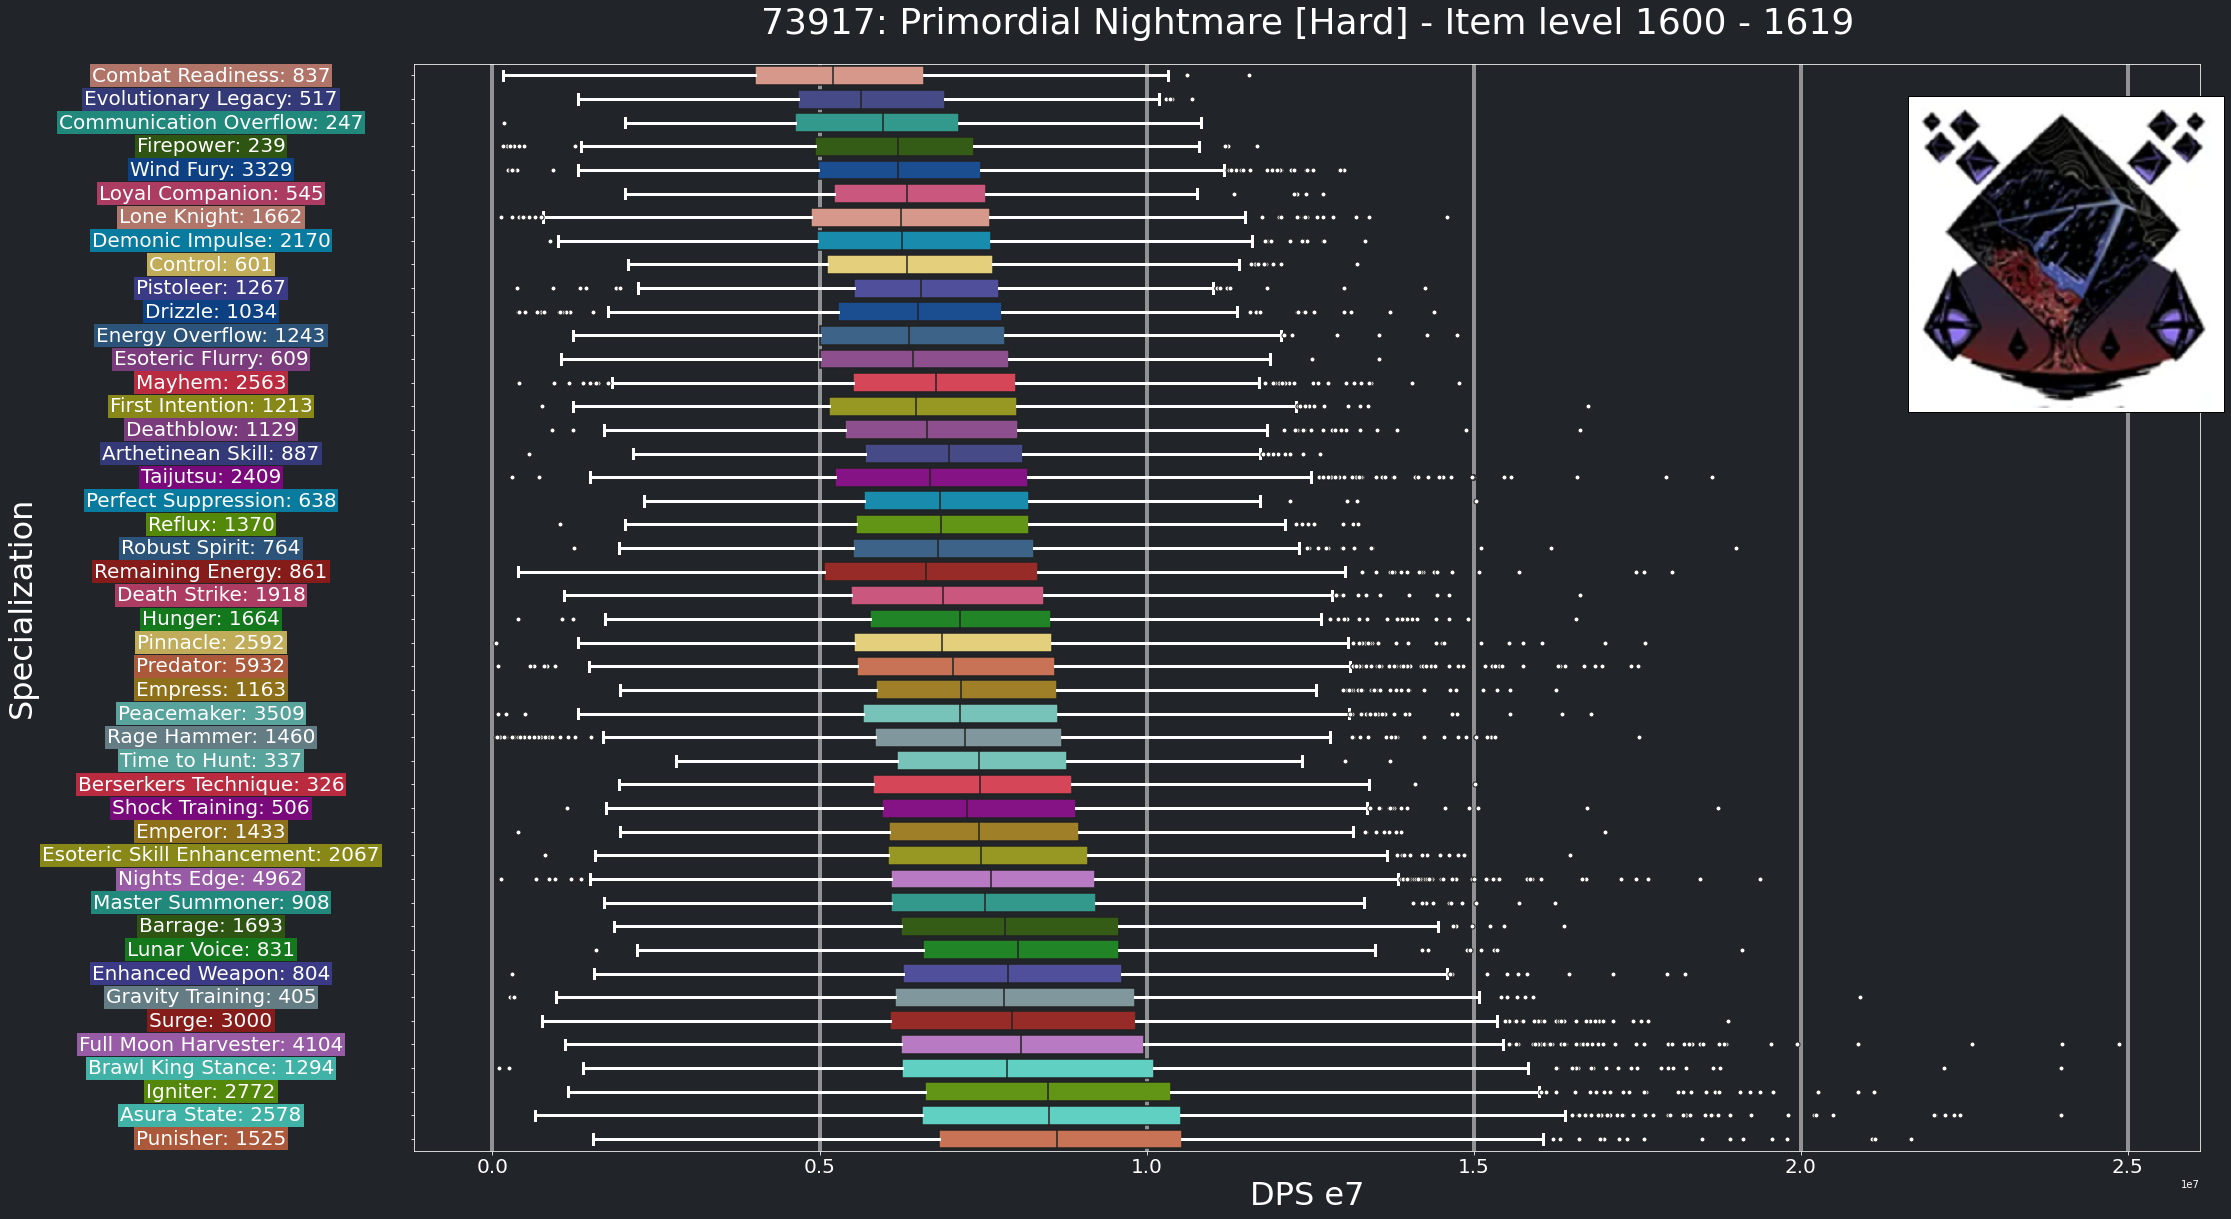 73917: Primordial Nightmare [Hard] - Item level 1600 - 1619
Specialization
Combat Readiness: 837
Evolutionary Legacy: 517
Communication Overflow: 247
Firepower: 239
Wind Fury: 3329
Loyal Companion: 545
Lone Knight: 1662
Demonic Impulse: 2170
Control: 601
Pistoleer: 1267
Drizzle: 1034
Energy Overflow: 1243
Esoteric Flurry: 609
Mayhem: 2563
First Intention: 1213
Deathblow: 1129
Arthetinean Skill: 887
Taijutsu: 2409
Perfect Suppression: 638
Reflux: 1370
Robust Spirit: 764
Remaining Energy: 861
Death Strike: 1918
Hunger: 1664
Pinnacle: 2592
Predator: 5932
Empress: 1163
Peacemaker: 3509
Rage Hammer: 1460
Time to Hunt: 337
Berserkers Technique: 326
Shock Training: 506
Emperor: 1433
Esoteric Skill Enhancement: 2067
Nights Edge: 4962
Master Summoner: 908
Barrage: 1693
Lunar Voice: 831
Enhanced Weapon: 804
Gravity Training: 405
Surge: 3000
Full Moon Harvester: 4104
Brawl King Stance: 1294
Igniter: 2772
Asura State: 2578
Punisher: 1525
0.0 0.5 1.0 1.5 2.0 2.5
DPS e7
1e7